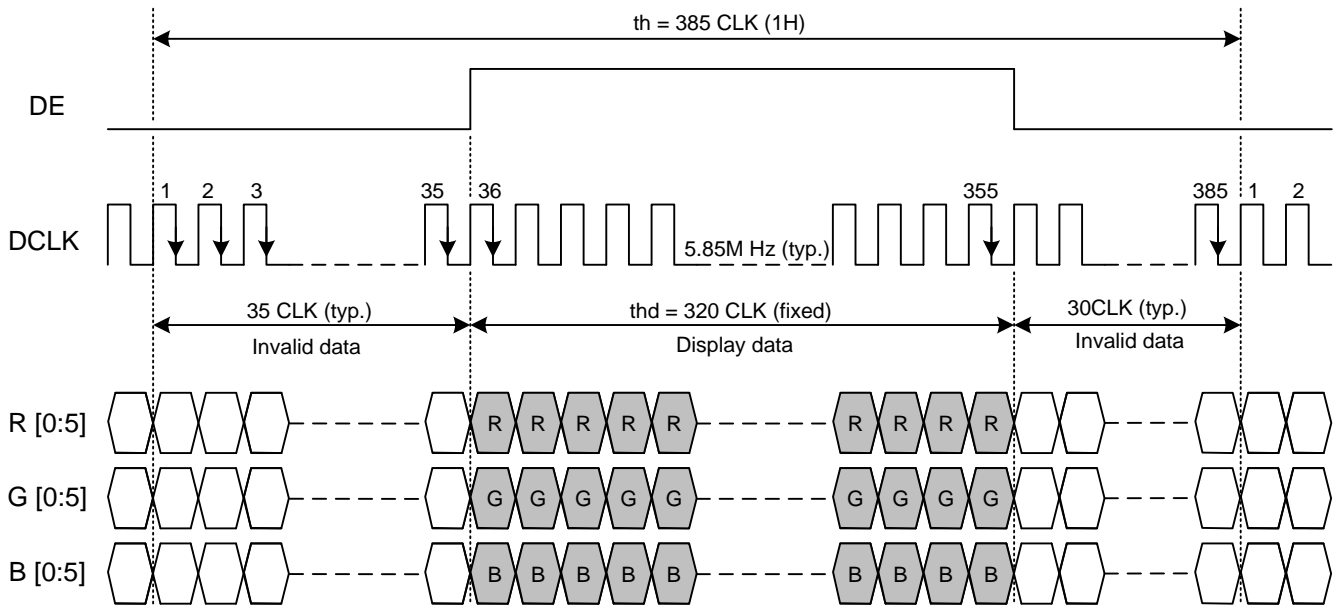 th = 385 CLK (1H)
DE
1 2 3 35 36 355 385 1 2
DCLK
5.85M Hz (typ.)
35 CLK (typ.) thd = 320 CLK (fixed) 30CLK (typ.)
Invalid data Display data Invalid data
R [0:5] R R R R R R R R R
G [0:5] G G G G G G G G G
B [0:5] B B B B B B B B B